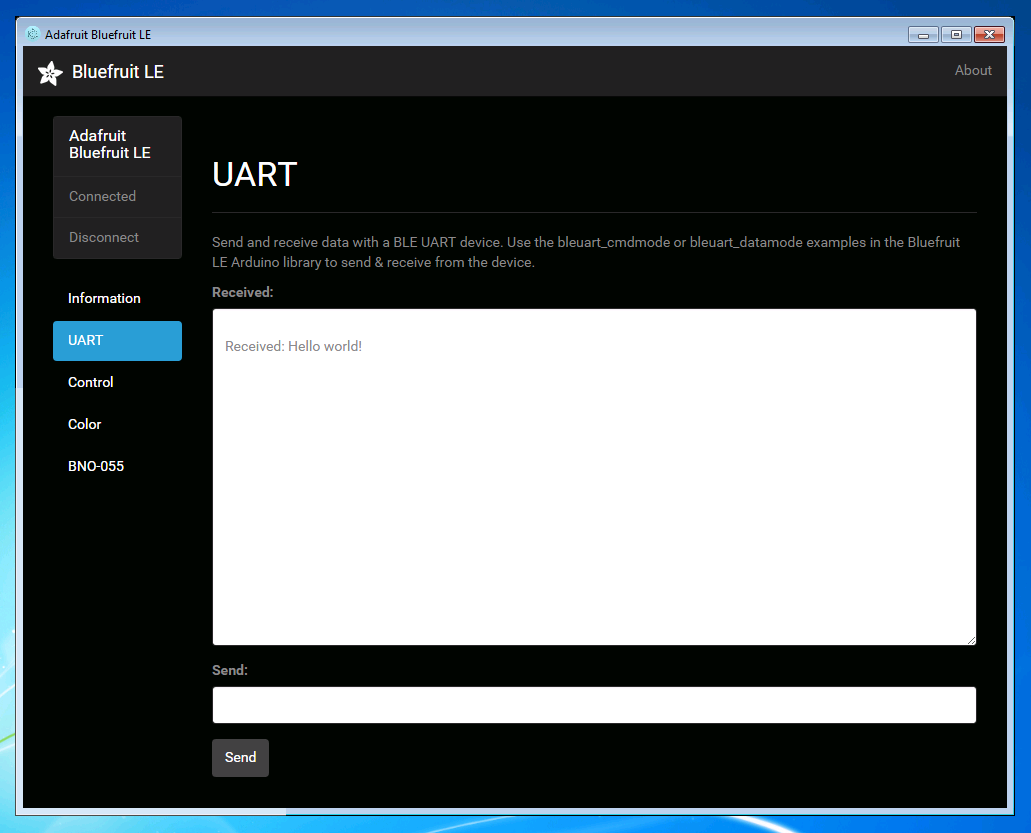 Adafruit Bluefruit LE
Bluefruit LE
About
Adafruit
Bluefruit LE
Connected
Disconnect
Information
UART
Control
Color
BNO-055
UART
Send and receive data with a BLE UART device. Use the bleuart_cmdmode or bleuart_datamode examples in the Bluefruit
LE Arduino library to send & receive from the device.
Received:
Received: Hello world!
Send:
Send